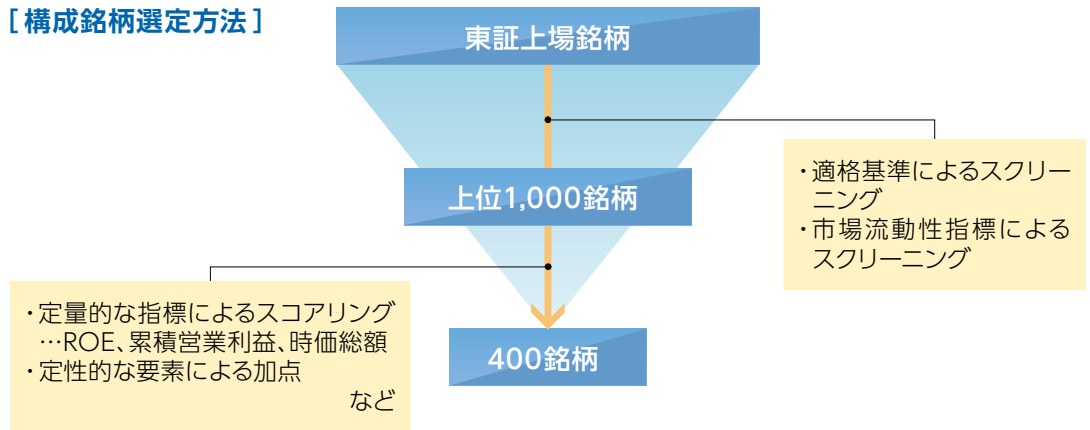 [構成銘柄選定方法]
東証上場銘柄
・適格基準によるスクリー
ニング
・市場流動性指標による
スクリーニング
上位1,000銘柄
・定量的な指標によるスコアリング
…ROE、累積営業利益、時価総額
・定性的な要素による加点
など
400銘柄